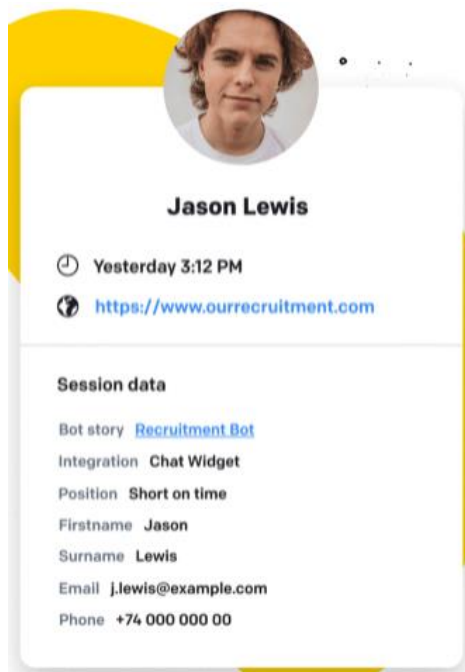 Jason Lewis
Yesterday 3:12 PM
https://www.ourrecruitment.com
Session data
Bot story Recruitment Bot
Integration Chat Widget
Position Short on time
Firstname Jason
Surname Lewis
Email j.lewis@example.com
Phone +74 000 000 00